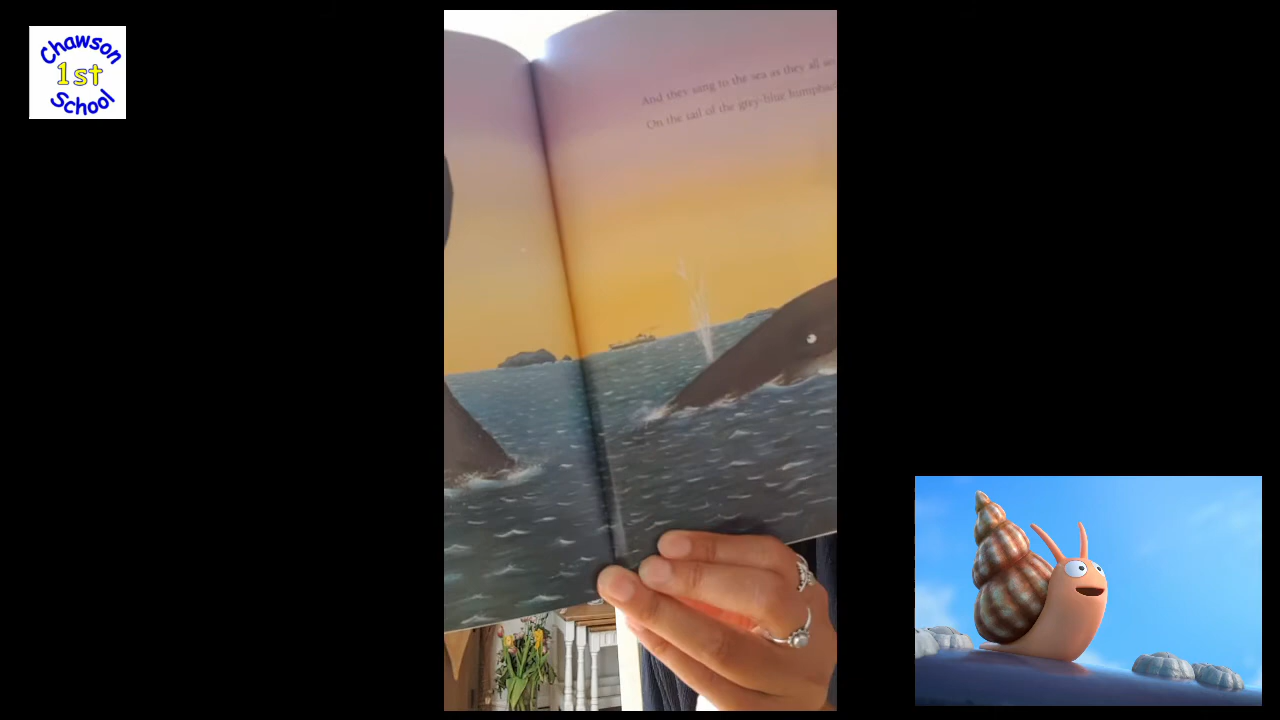 Chawson
1st
School
And they sang to the sea as they all
On the tail of the grey-blue